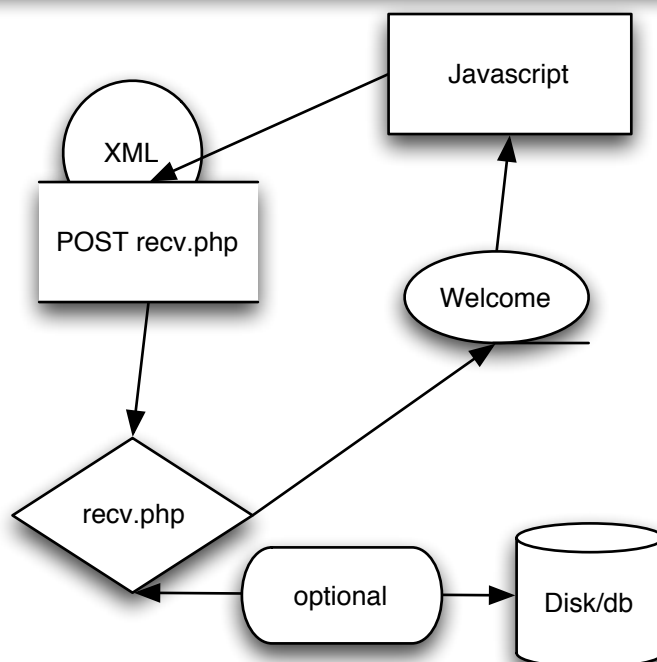 Javascript
XML
POST recv.php
Welcome
recv.php
optional
Disk/db